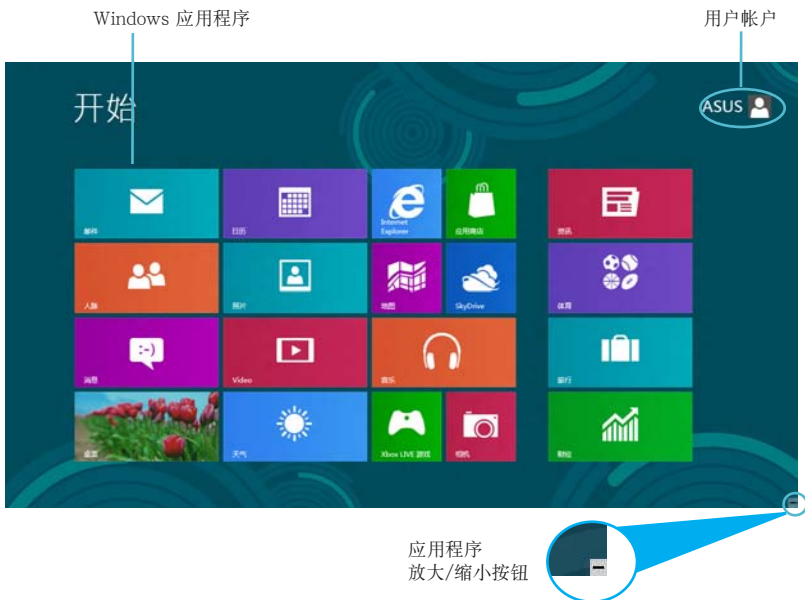 Windows 应用程序
用户帐户
开始
ASUS
邮件
日历
Internet
Explorer
应用商店
资讯
人脉
照片
地图
SkyDrive
体育
消息
Video
音乐
旅行
桌面
天气
Xbox LIVE 游戏
相机
财经
应用程序
放大/缩小按钮